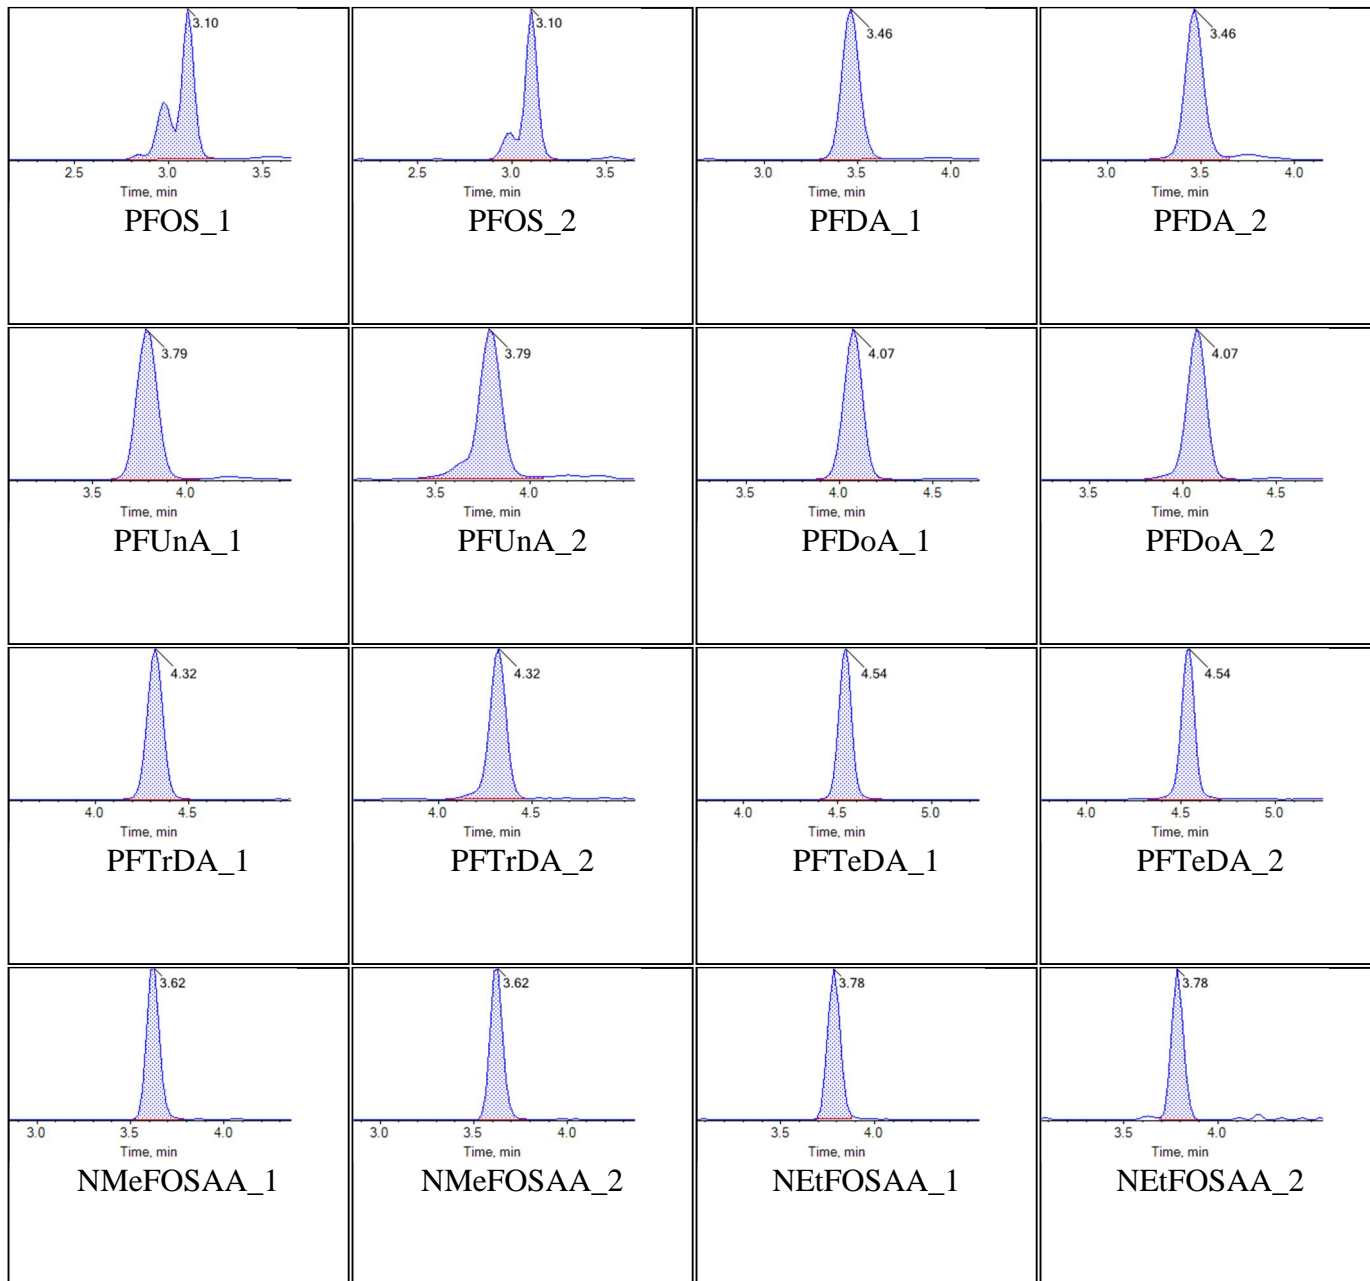 3.10
2.5 3.0 3.5
Time, min
PFOS_1
3.10
2.5 3.0 3.5
Time, min
PFOS_2
3.46
3.0 3.5 4.0
Time, min
PFDA_1
3.46
3.0 3.5 4.0
Time, min
PFDA_2
3.79
3.5 4.0
Time, min
PFUnA_1
3.79
3.5 4.0
Time, min
PFUnA_2
4.07
3.5 4.0 4.5
Time, min
PFDoA_1
4.07
3.5 4.0 4.5
Time, min
PFDoA_2
4.32
4.0 4.5
Time, min
PFTrDA_1
4.32
4.0 4.5
Time, min
PFTrDA_2
4.54
4.0 4.5 5.0
Time, min
PFTeDA_1
4.54
4.0 4.5 5.0
Time, min
PFTeDA_2
3.62
3.0 3.5 4.0
Time, min
NMeFOSAA_1
3.62
3.0 3.5 4.0
Time, min
NMeFOSAA_2
3.78
3.5 4.0
Time, min
NEtFOSAA_1
3.78
3.5 4.0
Time, min
NEtFOSAA_2